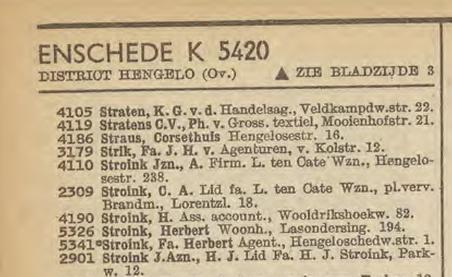 ENSCHEDE K 5420
DISTRICT HENGELO (Ov.) ▲ ZIE BLADZIJDE 3
4105 Straten, K. G. v. d. Handelsag., Veldkampdw.str. 22.
4119 Stratens C.V., Ph. v. Gross. textiel, Mooienhofstr. 21.
4186 Straus, Corsethuis Hengelosestr. 16.
3179 Strik, Fa. J. H. v. Agenturen, v. Kolstr. 12.
4110 Stroink Jzn., A. Firm. L. ten Cate Wzn., Hengelo-
sestr. 238.
2309 Stroink, C. A. Lid fa. L. ten Cate Wzn., pl.verv.
Brandm., Lorentzl. 18.
4190 Stroink, H. Ass. account., Wooldrikshoekw. 82.
5326 Stroink, Herbert Woonh., Lasondersing. 194.
5341*Stroink, Fa. Herbert Agent., Hengeloschedw.str. 1.
2901 Stroink J.Azn., H. J. Lid Fa. H. J. Stroink, Park-
w. 12.